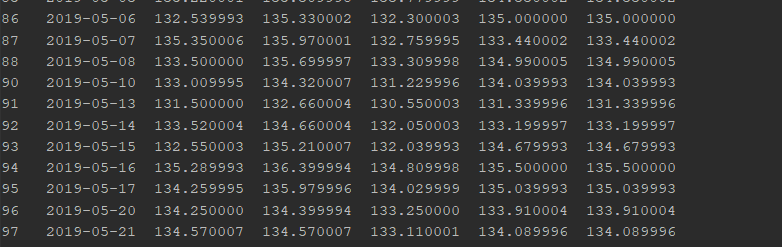 86 2019-05-06 132.539993 135.330002 132.300003 135.000000 135.000000
87 2019-05-07 135.350006 135.970001 132.759995 133.440002 133.440002
88 2019-05-08 133.500000 135.699997 133.309998 134.990005 134.990005
90 2019-05-10 133.009995 134.320007 131.229996 134.039993 134.039993
91 2019-05-13 131.500000 132.660004 130.550003 131.339996 131.339996
92 2019-05-14 133.520004 134.660004 132.050003 133.199997 133.199997
93 2019-05-15 132.550003 135.210007 132.039993 134.679993 134.679993
94 2019-05-16 135.289993 136.399994 134.809998 135.500000 135.500000
95 2019-05-17 134.259995 135.979996 134.029999 135.039993 135.039993
96 2019-05-20 134.250000 134.399994 133.250000 133.910004 133.910004
97 2019-05-21 134.570007 134.570007 133.110001 134.089996 134.089996